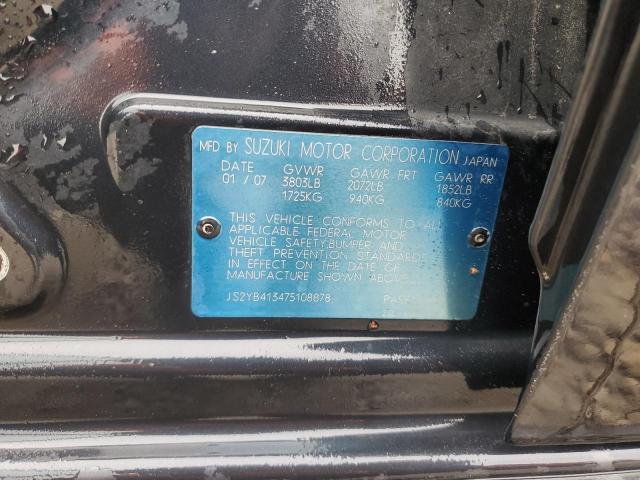 MFD BY SUZUKI MOTOR CORPORATION JAPAN
DATE GVWR GAWR FRT GAWR RR
01 / 07 3803LB 2072LB 1852LB
1725KG 940KG 840KG
THIS VEHICLE CONFORMS TO ALL
APPLICABLE FEDERAL MOTOR
VEHICLE SAFETY,BUMPER AND
THEFT PREVENTION STANDARDS
IN EFFECT ON THE DATE OF
MANUFACTURE SHOWN ABOVE
JS2YB413475108878